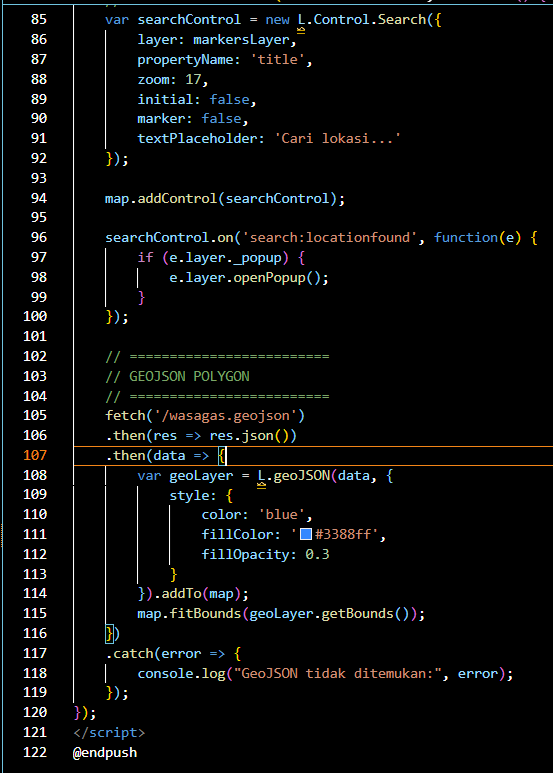 85 var searchControl = new L.Control.Search({
86 layer: markersLayer,
87 propertyName: 'title',
88 zoom: 17,
89 initial: false,
90 marker: false,
91 textPlaceholder: 'Cari lokasi...'
92 });
93
94 map.addControl(searchControl);
95
96 searchControl.on('search:locationfound', function(e) {
97 if (e.layer._popup) {
98 e.layer.openPopup();
99 }
100 });
101
102 // =========================
103 // GEOJSON POLYGON
104 // =========================
105 fetch('/wasagas.geojson')
106 .then(res => res.json())
107 .then(data => {
108 var geoLayer = L.geoJSON(data, {
109 style: {
110 color: 'blue',
111 fillColor: '#3388ff',
112 fillOpacity: 0.3
113 }
114 }).addTo(map);
115 map.fitBounds(geoLayer.getBounds());
116 })
117 .catch(error => {
118 console.log("GeoJSON tidak ditemukan:", error);
119 });
120 });
121 </script>
122 @endpush